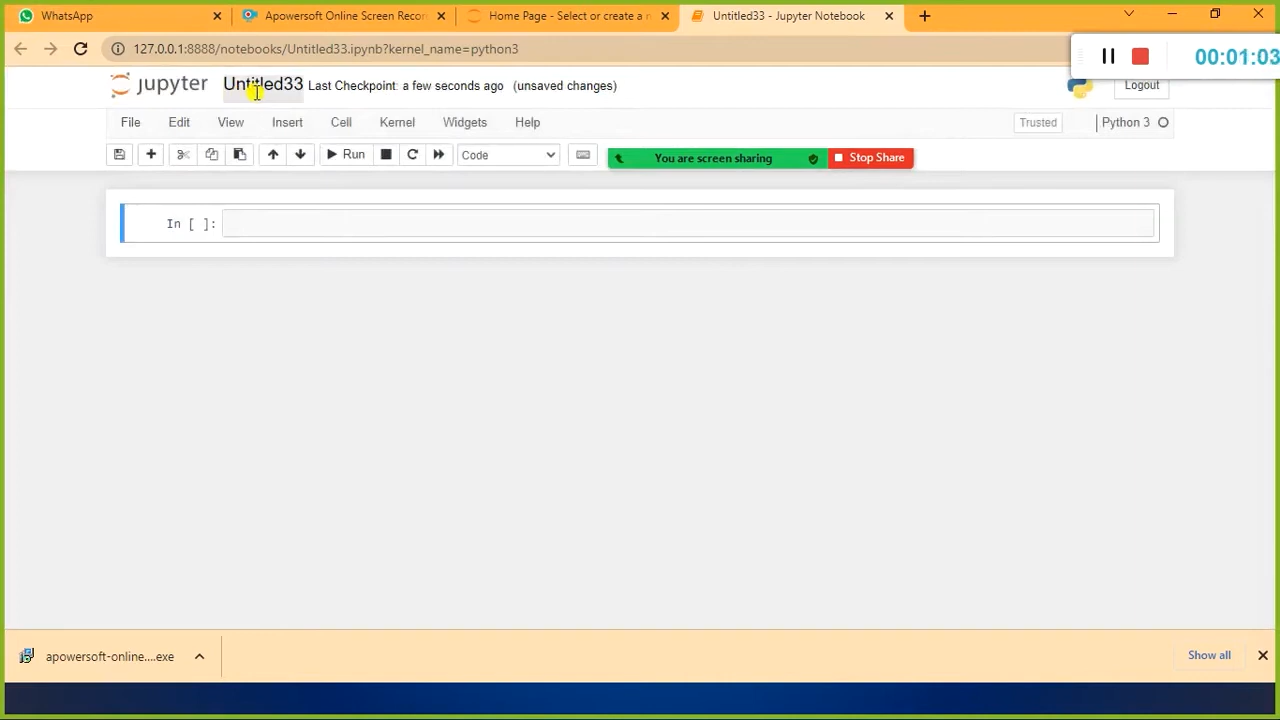 WhatsApp
Apowersoft Online Screen Recor
Home Page - Select or create a n
Untitled33 - Jupyter Notebook
127.0.0.1:8888/notebooks/Untitled33.ipynb?kernel_name=python3
00:01:03
jupyter Untitled33 Last Checkpoint: a few seconds ago (unsaved changes)
Logout
File Edit View Insert Cell Kernel Widgets Help
Trusted
Python 3
Run
Code
You are screen sharing
Stop Share
In [ ]:
apowersoft-online....exe
Show all